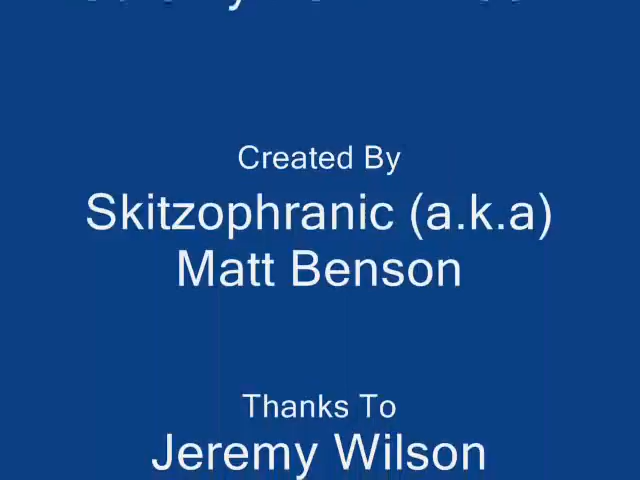 Created By
Skitzophranic (a.k.a)
Matt Benson
Thanks To
Jeremy Wilson